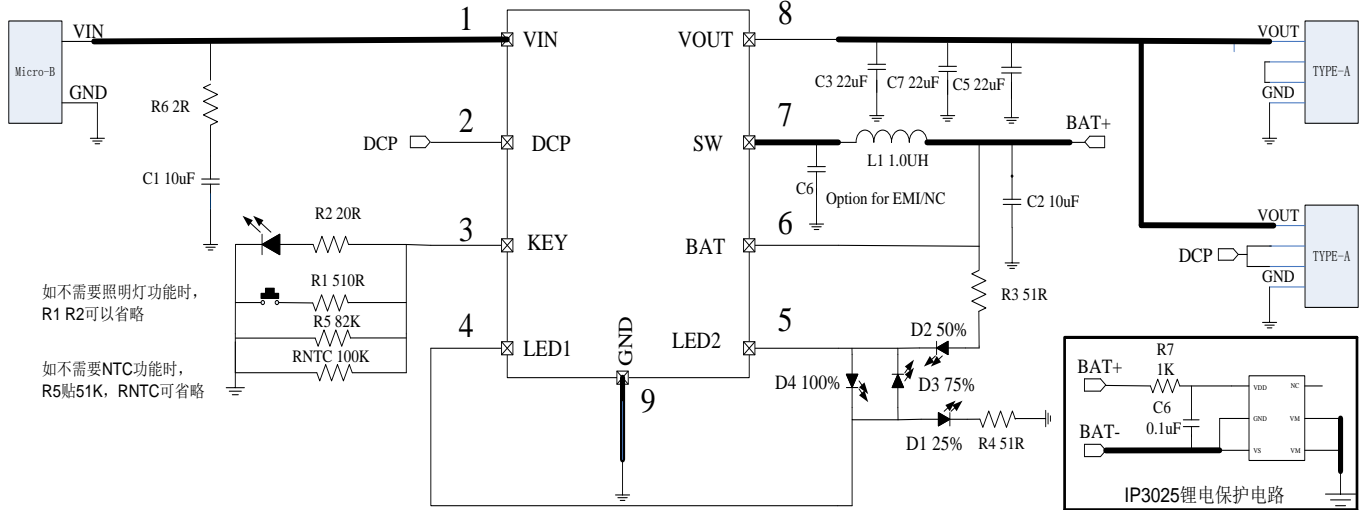 VIN
Micro-B
GND
R6 2R
C1 10uF
1
VIN
2
DCP
DCP
3
KEY
R2 20R
R1 510R
R5 82K
RNTC 100K
如不需要照明灯功能时，
R1 R2可以省略
如不需要NTC功能时，
R5贴51K，RNTC可省略
4
LED1
GND
9
8
VOUT
C3 22uF
C7 22uF
C5 22uF
7
SW
L1 1.0UH
BAT+
C6
Option for EMI/NC
C2 10uF
6
BAT
R3 51R
5
LED2
D2 50%
D4 100%
D3 75%
D1 25%
R4 51R
VOUT
TYPE-A
GND
VOUT
DCP
TYPE-A
GND
BAT+
R7
1K
C6
0.1uF
BAT-
VDD
NC
GND
VM
VS
VM
IP3025锂电保护电路